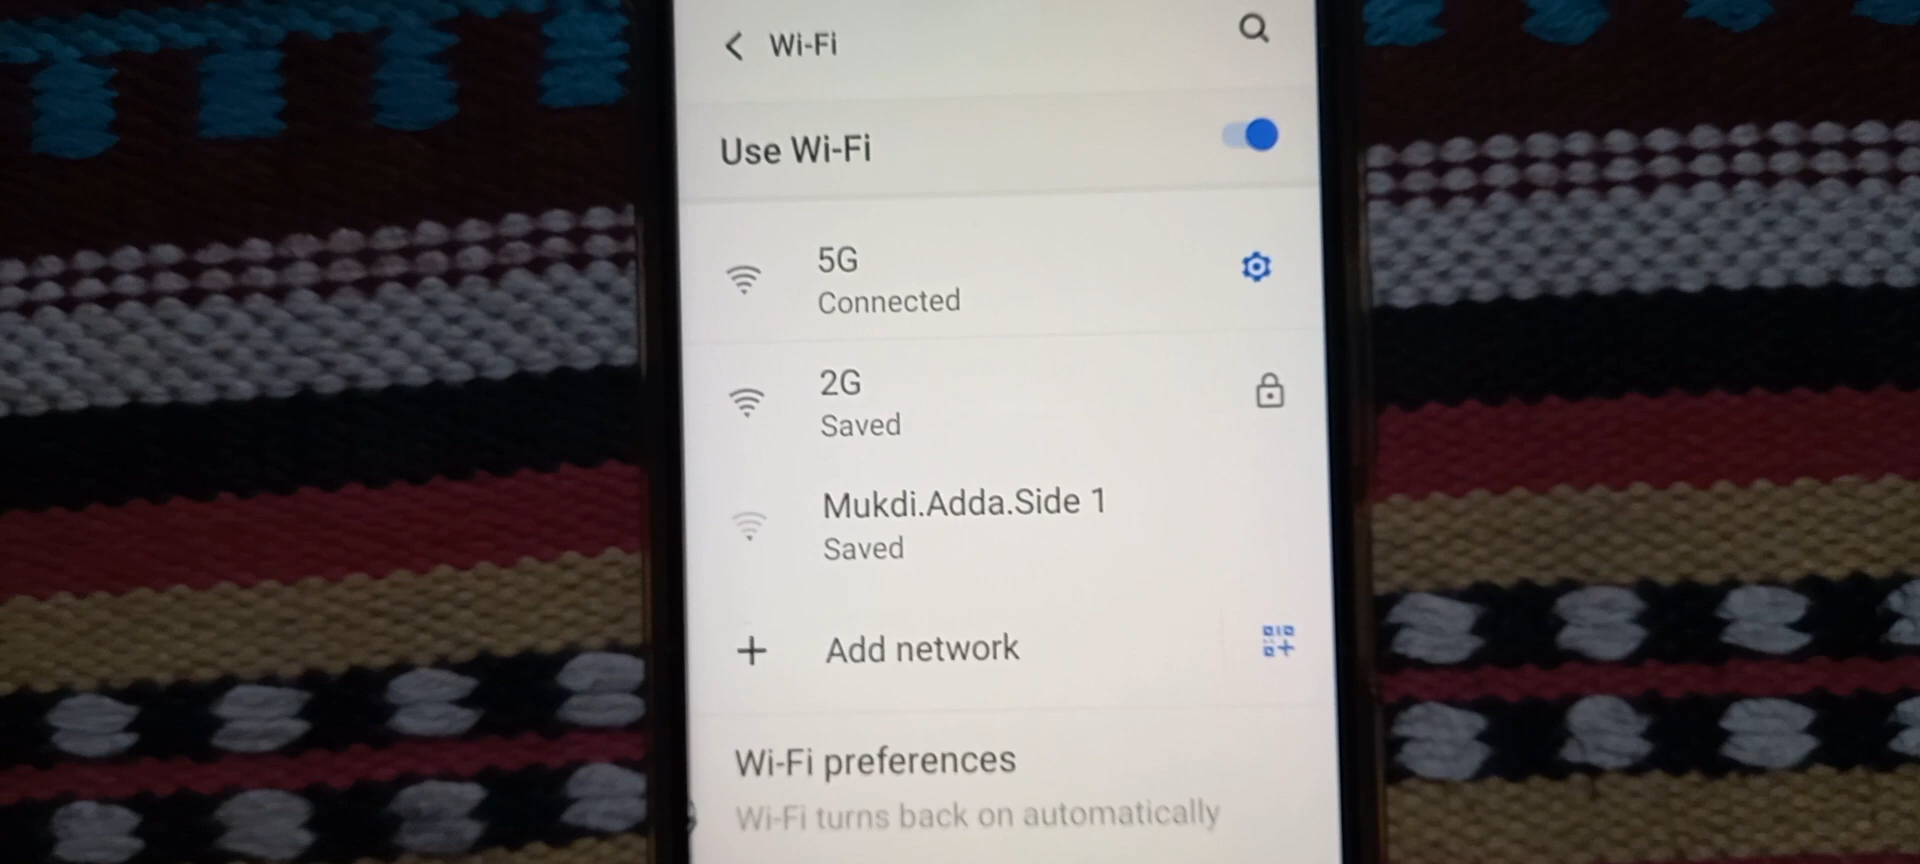 Wi-Fi
Use Wi-Fi
5G
Connected
2G
Saved
Mukdi.Adda.Side 1
Saved
Add network
Wi-Fi preferences
Wi-Fi turns back on automatically